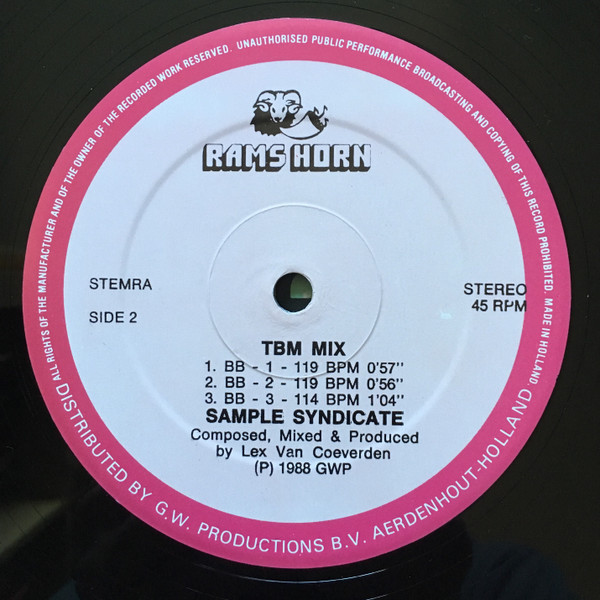 ALL RIGHTS OF THE MANUFACTURER AND OF THE OWNER OF THE RECORDED WORK RESERVED. UNAUTHORISED PUBLIC PERFORMANCE BROADCASTING AND COPYING OF THIS RECORD PROHIBITED. MADE IN HOLLAND.
RAMS HORN
STEMRA
STEREO
45 RPM
SIDE 2
TBM MIX
1. BB - 1 - 119 BPM 0'57''
2. BB - 2 - 119 BPM 0'56''
3. BB - 3 - 114 BPM 1'04''
SAMPLE SYNDICATE
Composed, Mixed & Produced
by Lex Van Coeverden
(P) 1988 GWP
DISTRIBUTED BY G.W. PRODUCTIONS B.V. AERDENHOUT-HOLLAND